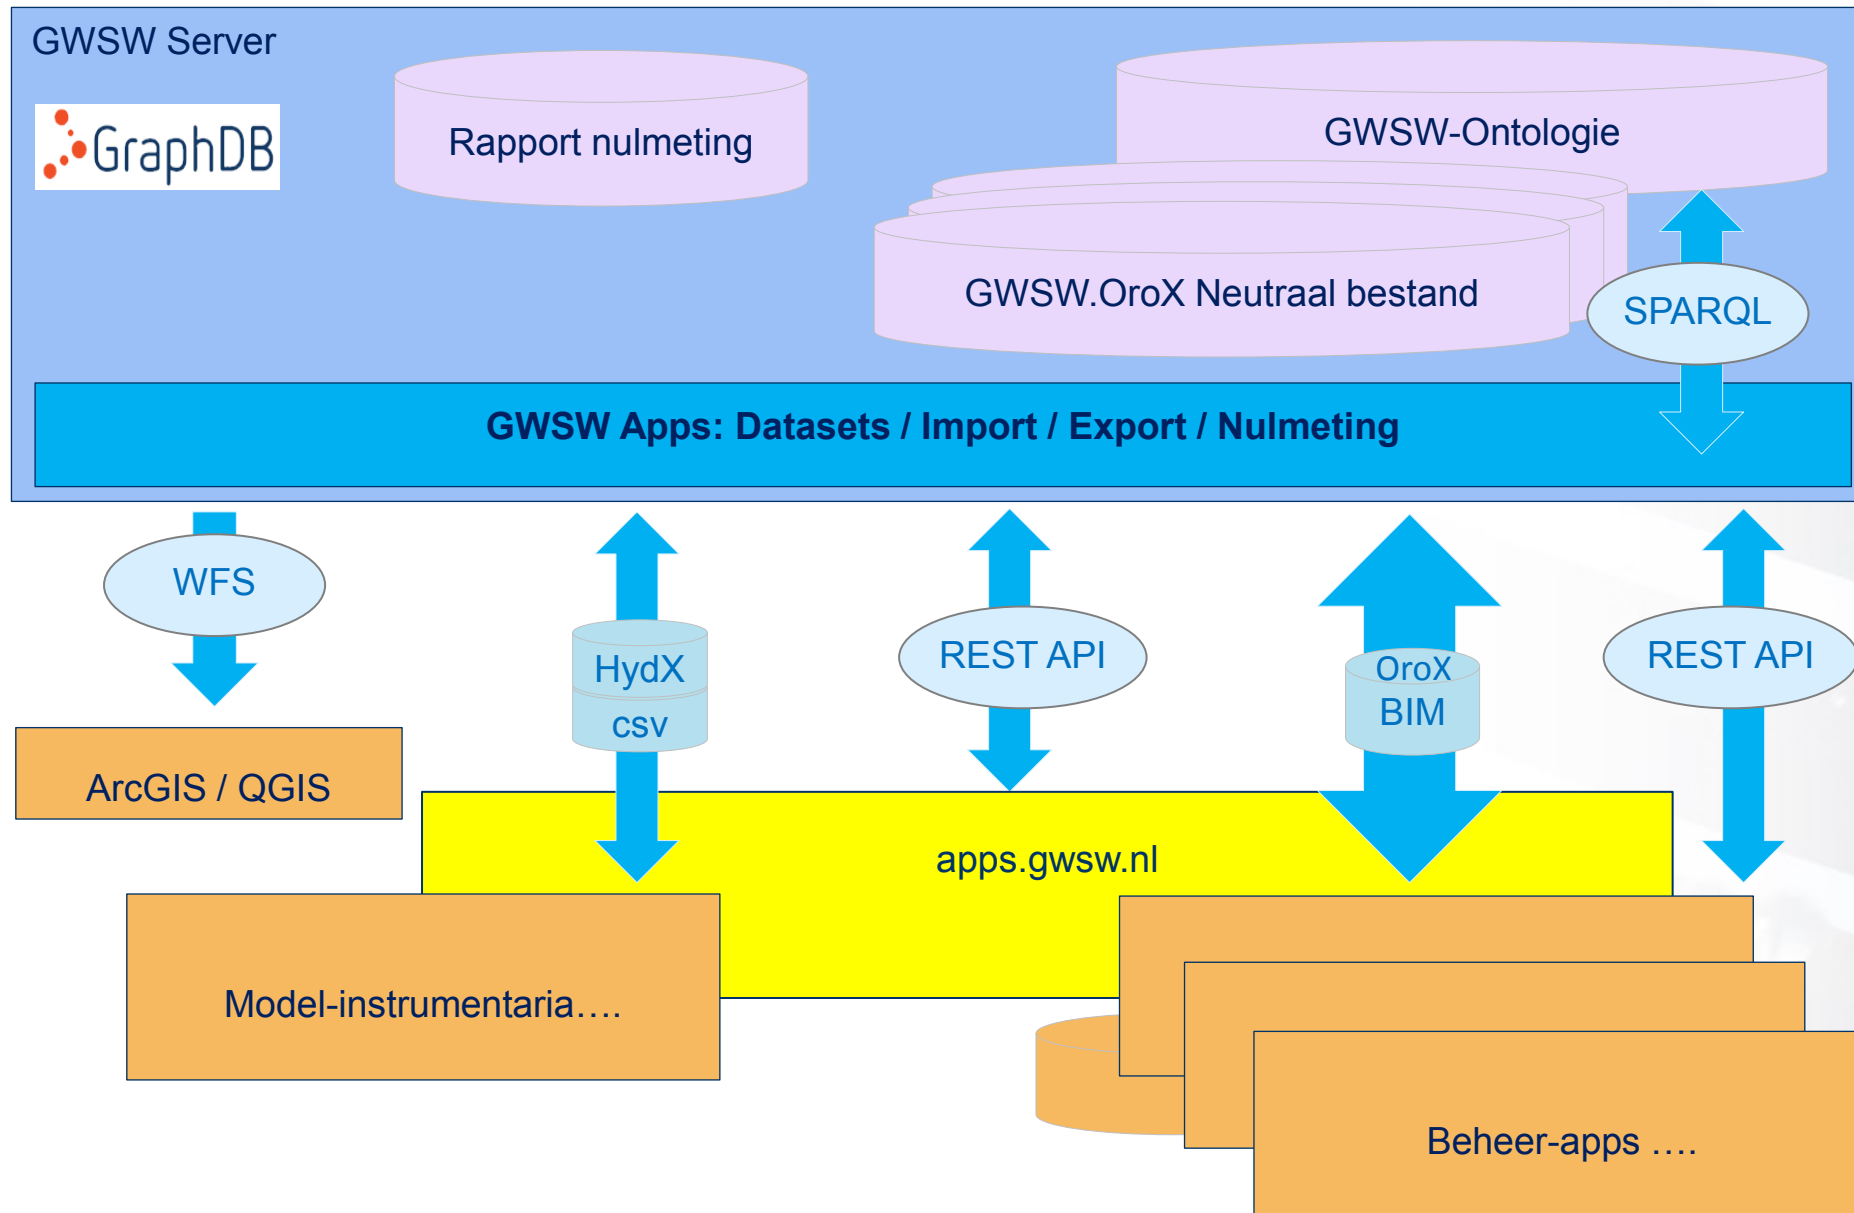 GWSW Server
GraphDB
Rapport nulmeting
GWSW-Ontologie
GWSW.OroX Neutraal bestand
SPARQL
GWSW Apps: Datasets / Import / Export / Nulmeting
WFS
HydX
csv
REST API
OroX
BIM
REST API
ArcGIS / QGIS
apps.gwsw.nl
Model-instrumentaria….
Beheer-apps ….